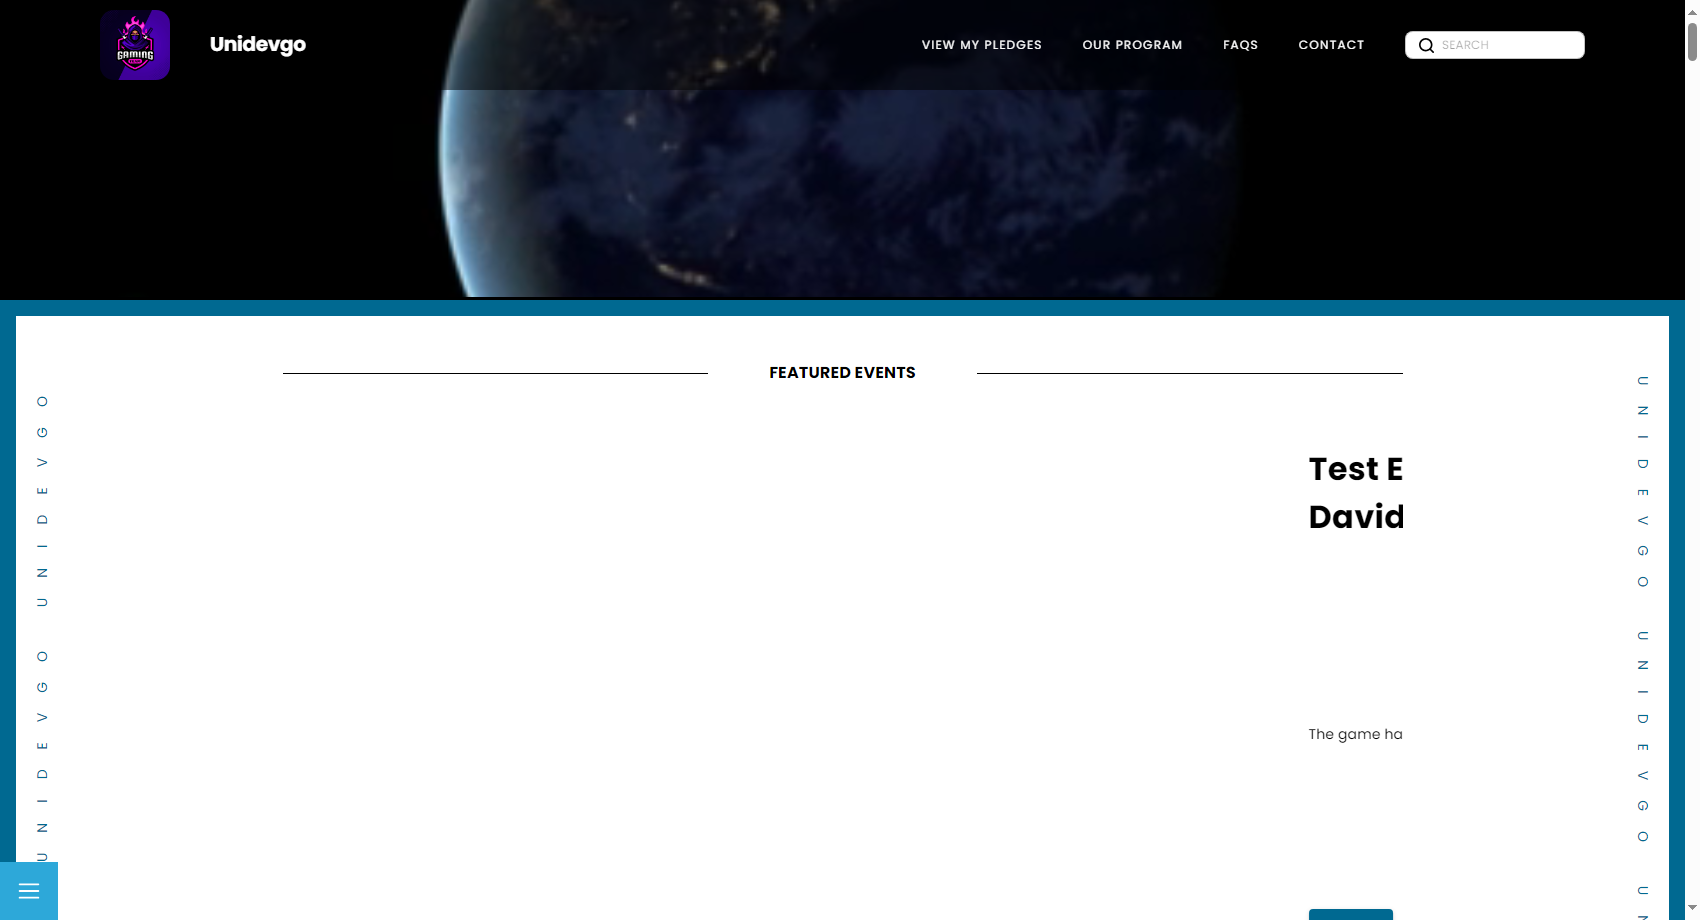 GAMING
Unidevgo
VIEW MY PLEDGES
OUR PROGRAM
FAQS
CONTACT
SEARCH
FEATURED EVENTS
Test E
David
The game ha
UNIDEVGO UNIDEVGO
UNIDEVGO UNIDEVGO UN